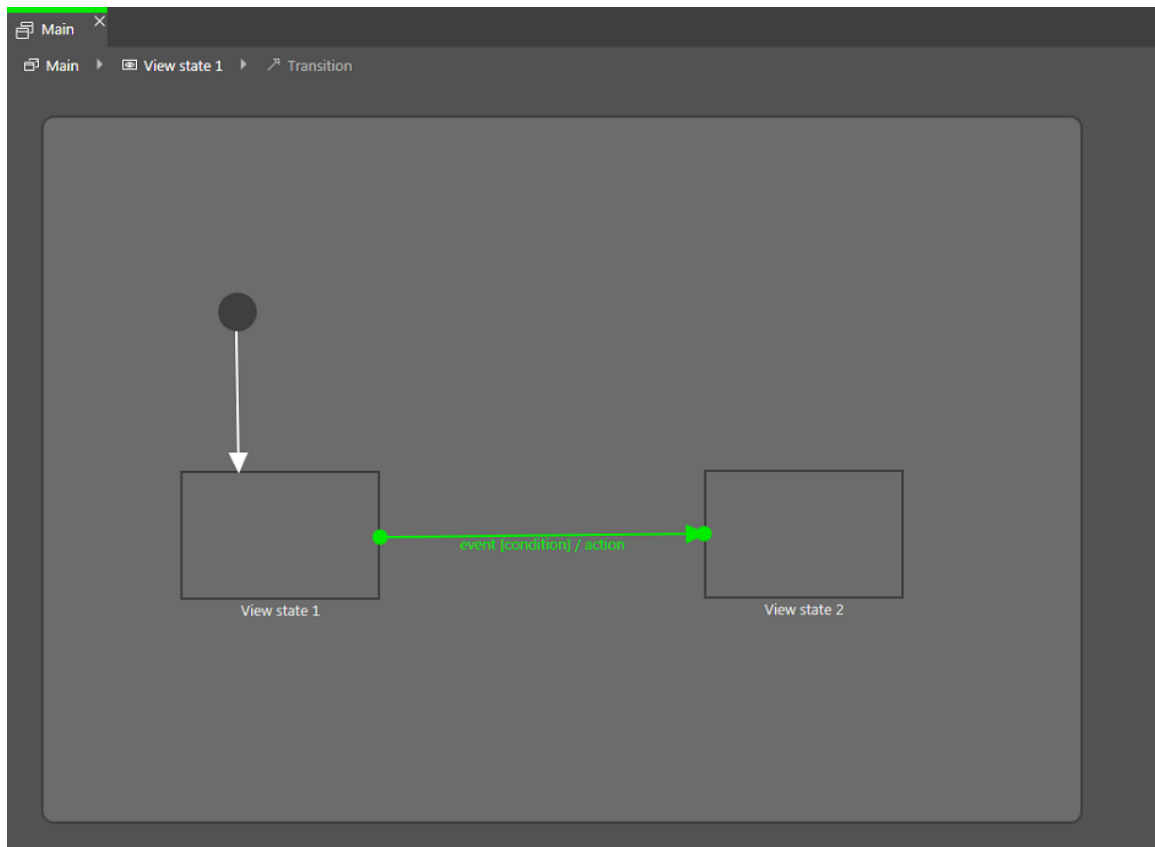 Main
Main View state 1 Transition
event [condition] / action
View state 1
View state 2